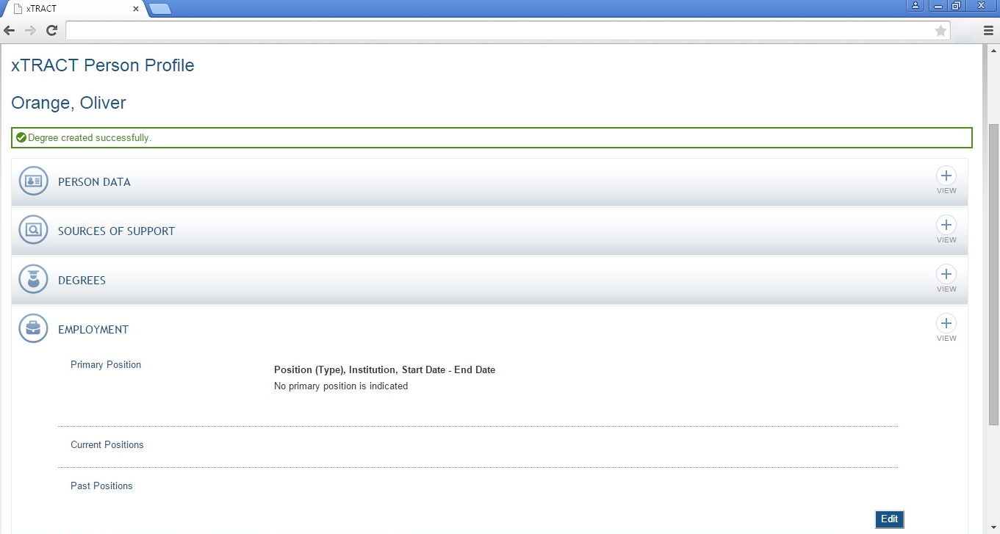 xTRACT
xTRACT Person Profile
Orange, Oliver
Degree created successfully.
PERSON DATA
VIEW
SOURCES OF SUPPORT
VIEW
DEGREES
VIEW
EMPLOYMENT
VIEW
Primary Position
Position (Type), Institution, Start Date - End Date
No primary position is indicated
Current Positions
Past Positions
Edit